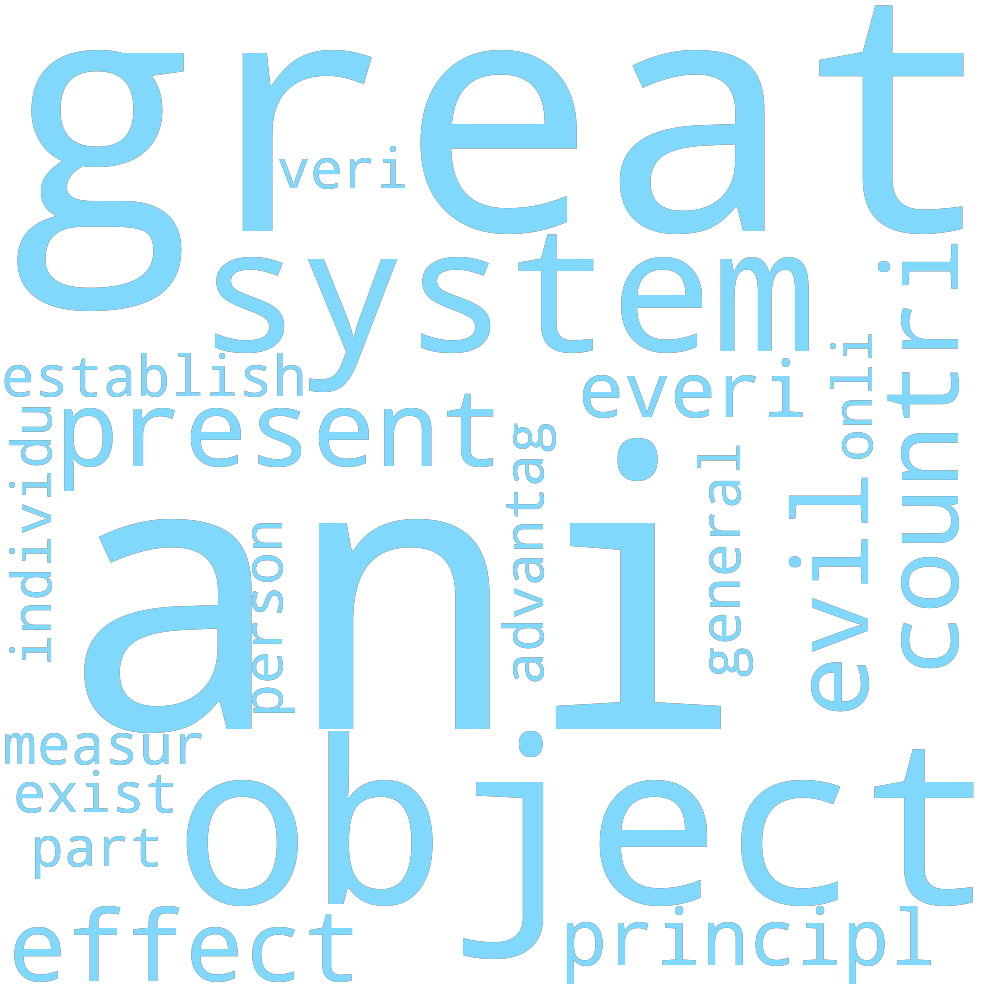 great
veri
system
countri
onli
establish
everi
present
individu
advantag
general
evil
ani
person
measur
object
exist
part
effect
principl